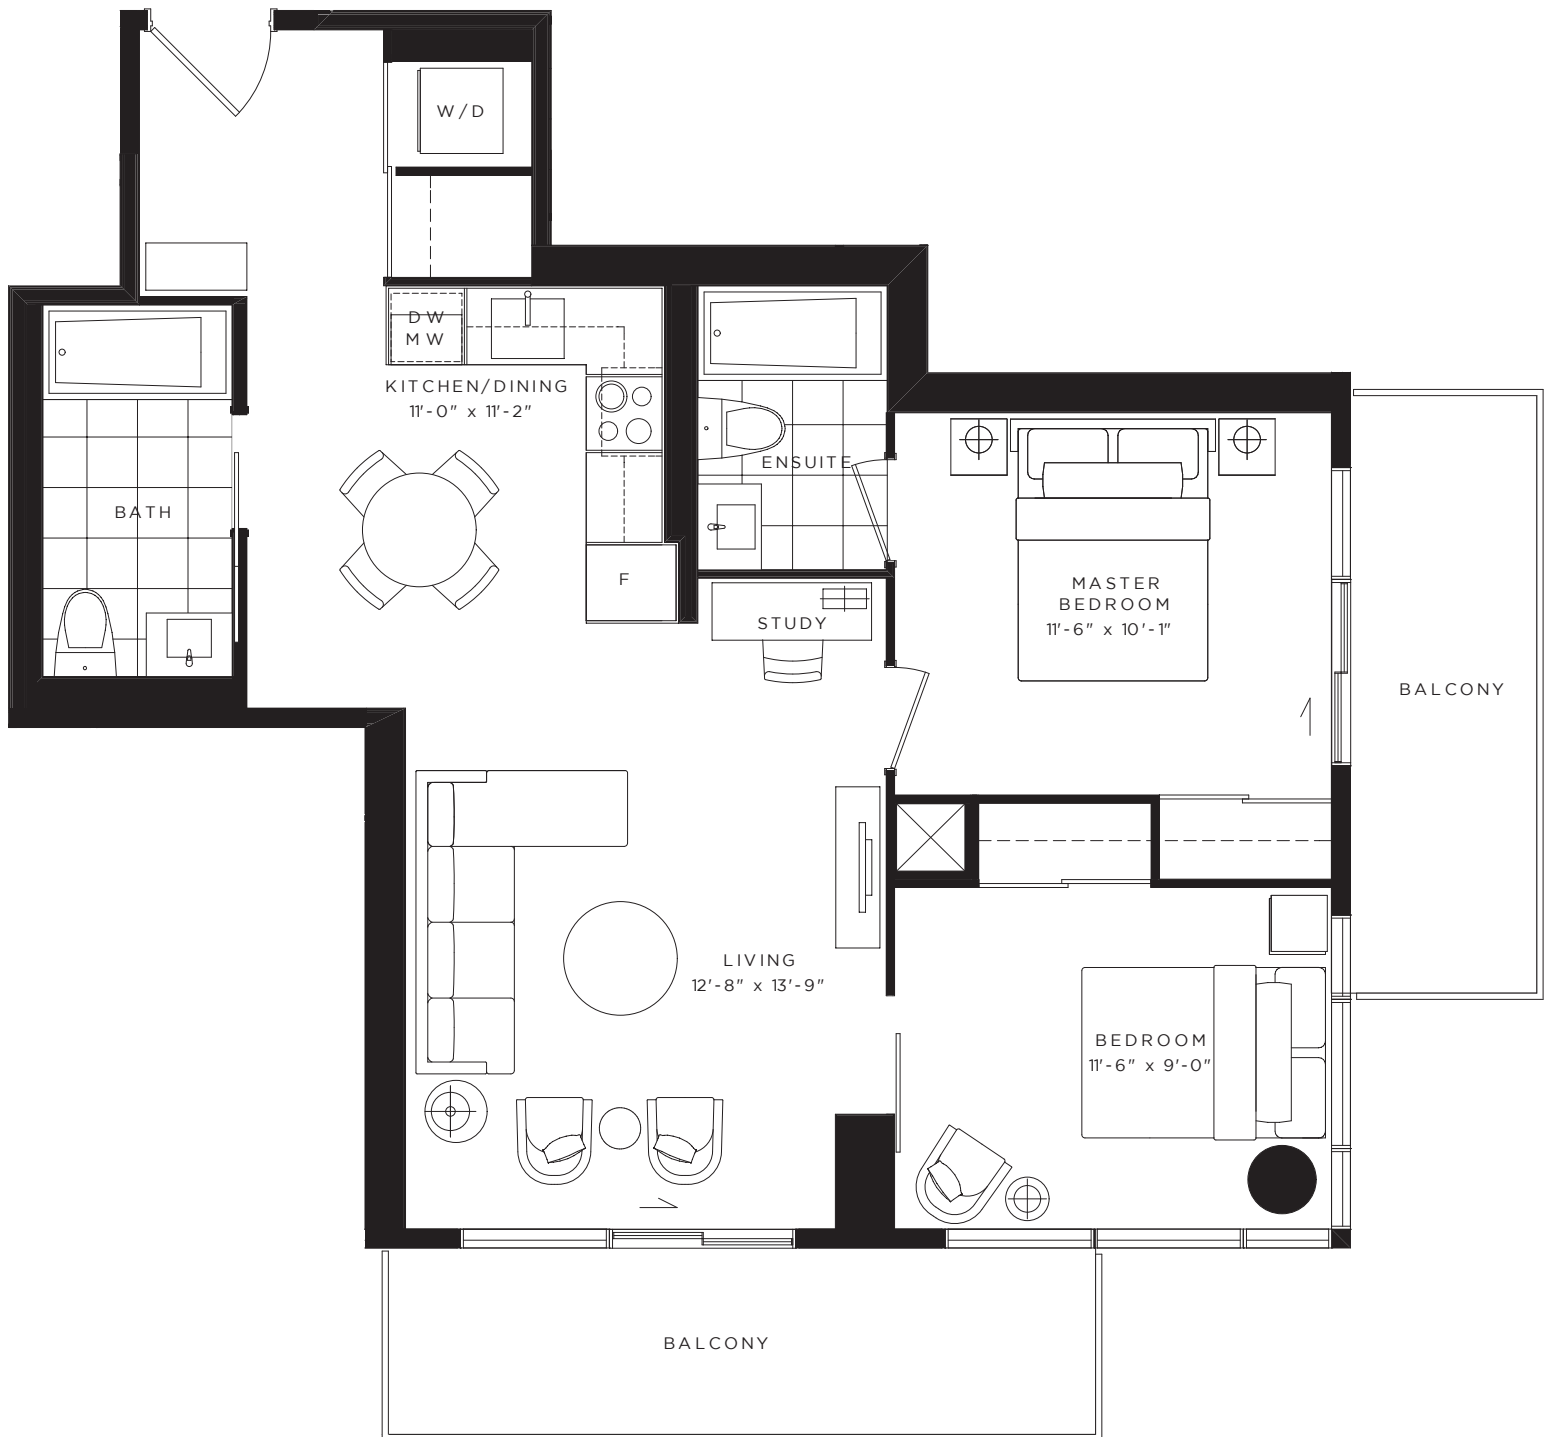 W/D
DW
MW
KITCHEN/DINING
11'-0" x 11'-2"
ENSUITE
BATH
F
STUDY
MASTER
BEDROOM
11'-6" x 10'-1"
BALCONY
LIVING
12'-8" x 13'-9"
BEDROOM
11'-6" x 9'-0"
BALCONY